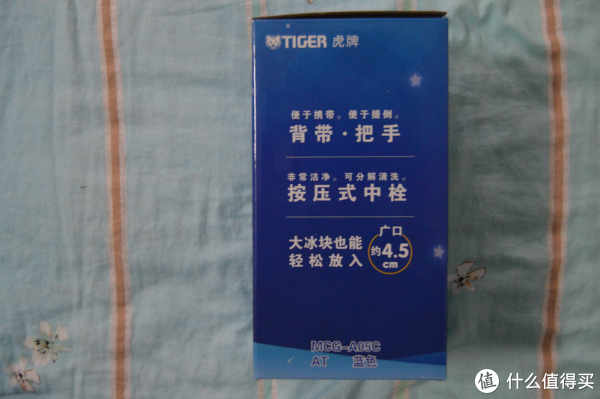 TIGER 虎牌
便于携带。便于提倒。
背带·把手
非常洁净。可分解清洗。
按压式中栓
大冰块也能
轻松放入
广口
约4.5
cm
MCG-A05C
AT 蓝色
值 什么值得买